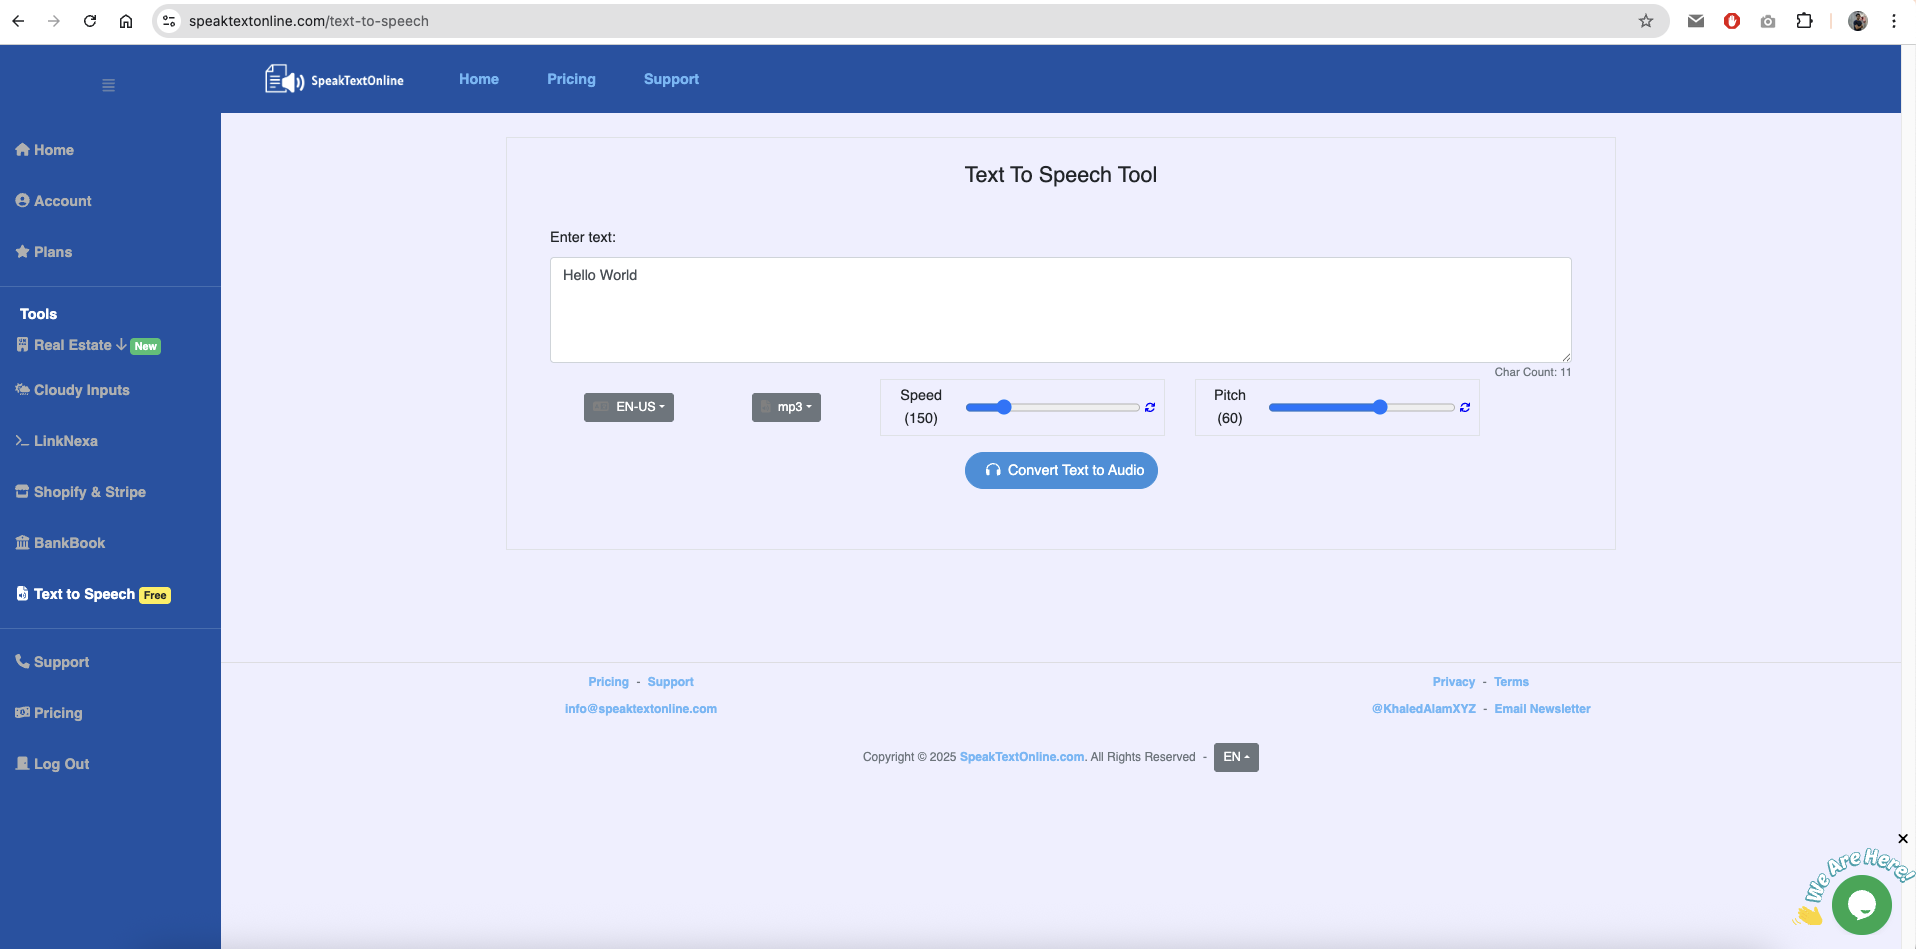 speaktextonline.com/text-to-speech
SpeakTextOnline
Home
Pricing
Support
Home
Account
Plans
Tools
Real Estate New
Cloudy Inputs
LinkNexa
Shopify & Stripe
BankBook
Text to Speech Free
Support
Pricing
Log Out
Text To Speech Tool
Enter text:
Hello World
Char Count: 11
EN-US
mp3
Speed
(150)
Pitch
(60)
Convert Text to Audio
Pricing - Support
info@speaktextonline.com
Privacy - Terms
@KhaledAlamXYZ - Email Newsletter
Copyright © 2025 SpeakTextOnline.com. All Rights Reserved - EN
We Are Here!